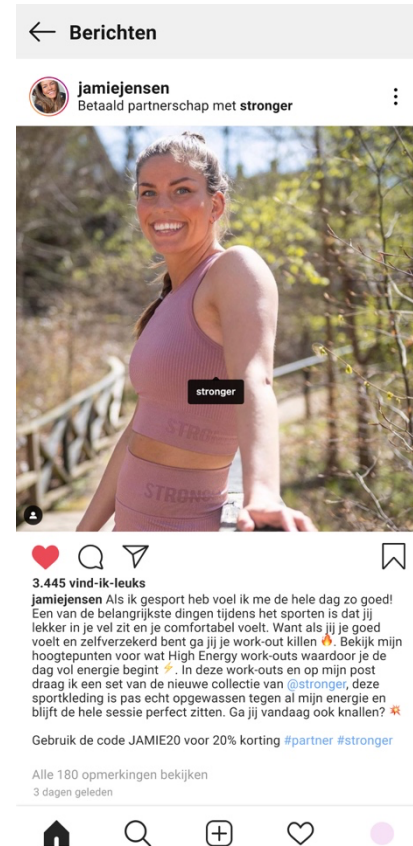 Berichten
jamiejensen
Betaald partnerschap met stronger
stronger
STRONG
3.445 vind-ik-leuks
jamiejensen Als ik gesport heb voel ik me de hele dag zo goed!
Een van de belangrijkste dingen tijdens het sporten is dat jij
lekker in je vel zit en je comfortabel voelt. Want als jij je goed
voelt en zelfverzekerd bent ga jij je work-out killen 🔥. Bekijk mijn
hoogtepunten voor wat High Energy work-outs waardoor je de
dag vol energie begint ⚡. In deze work-outs en op mijn post
draag ik een set van de nieuwe collectie van @stronger, deze
sportkleding is pas echt opgewassen tegen al mijn energie en
blijft de hele sessie perfect zitten. Ga jij vandaag ook knallen? 💥
Gebruik de code JAMIE20 voor 20% korting #partner #stronger
Alle 180 opmerkingen bekijken
3 dagen geleden